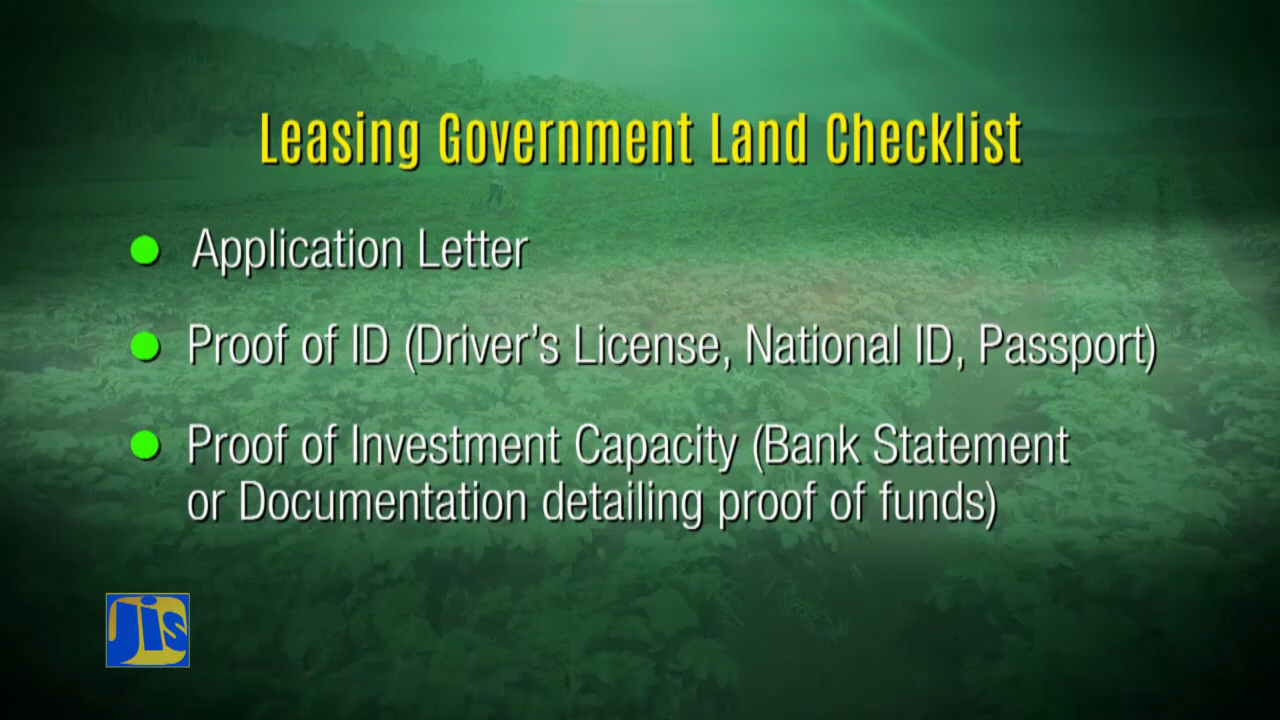 Leasing Government Land Checklist
Application Letter
Proof of ID (Driver's License, National ID, Passport)
Proof of Investment Capacity (Bank Statement
or Documentation detailing proof of funds)
Jis